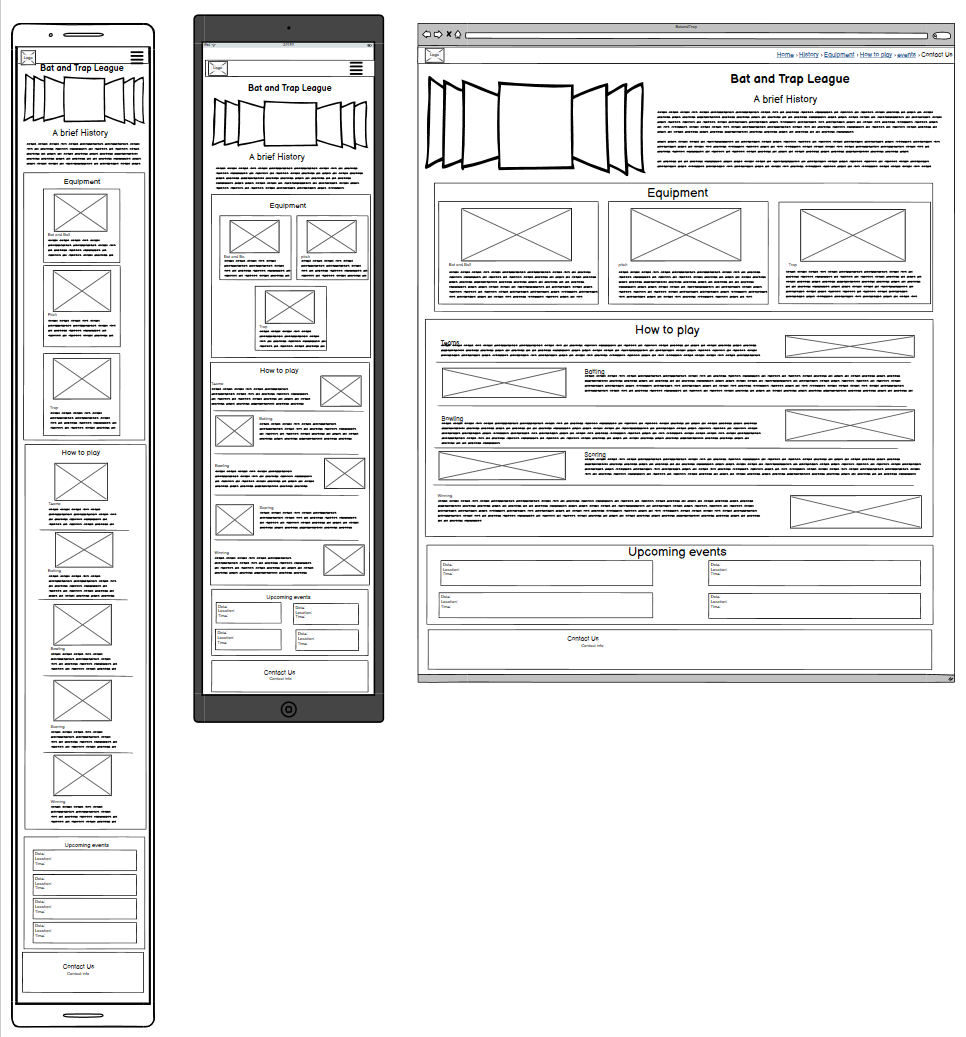 Logo
Bat and Trap League
A brief History
Equipment
Bat and Ball
Pitch
Trap
How to play
Teams
Batting
Bowling
Scoring
Winning
Upcoming events
Date:
Location:
Time:
Date:
Location:
Time:
Date:
Location:
Time:
Date:
Location:
Time:
Contact Us
Contact info
Logo
Bat and Trap League
A brief History
Equipment
Bat and Ba
pitch
Trap
How to play
Teams
Batting
Bowling
Scoring
Winning
Upcoming events
Date:
Location:
Time:
Date:
Location:
Time:
Date:
Location:
Time:
Date:
Location:
Time:
Contact Us
Contact info
BatandTrap
Logo
Home › History › Equipment › How to play › events › Contact Us
Bat and Trap League
A brief History
Equipment
Bat and Ball
pitch
Trap
How to play
Teams
Batting
Bowling
Scoring
Winning
Upcoming events
Date:
Location:
Time:
Date:
Location:
Time:
Date:
Location:
Time:
Date:
Location:
Time:
Contact Us
Contact info